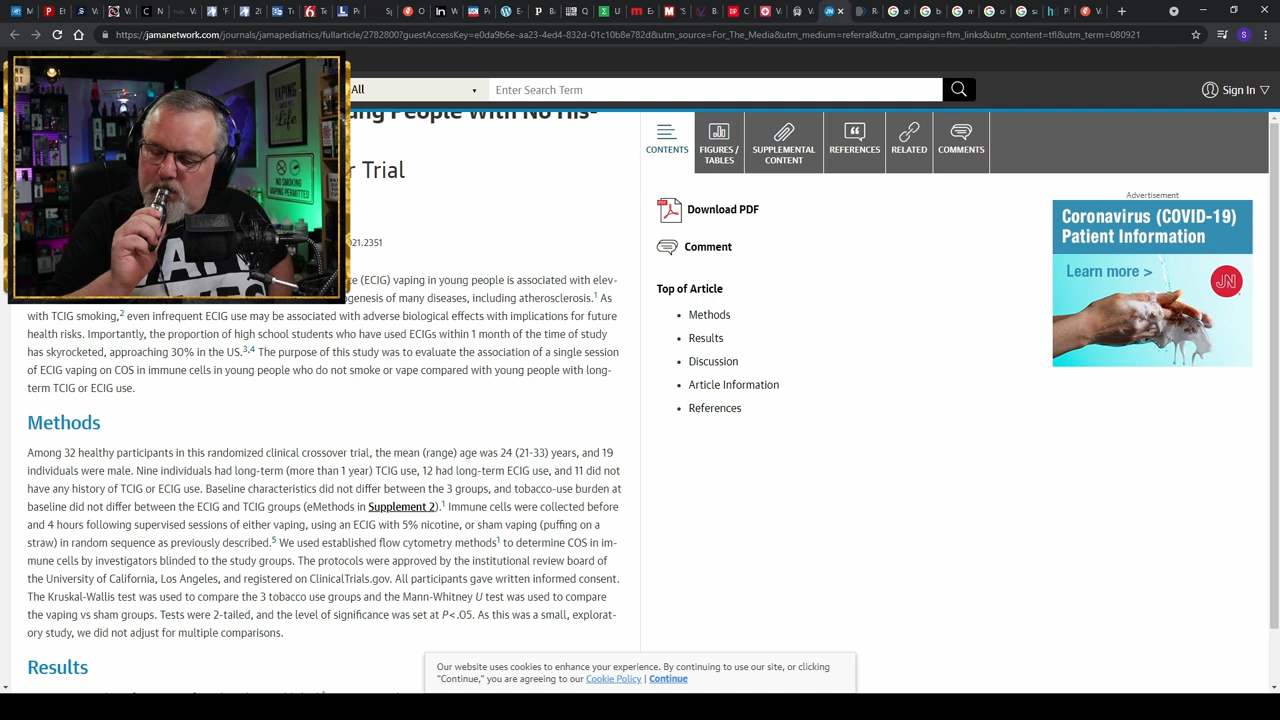 https://jamanetwork.com/journals/jamapediatrics/fullarticle/2782800?guestAccessKey=e0da9b6e-aa23-4ed4-832d-01c10b8e782d&utm_source=For_The_Media&utm_medium=referral&utm_campaign=ftm_links&utm_content=tfl&utm_term=080921
All
Enter Search Term
Sign In
ung People With No His-
r Trial
021.2351
te (ECIG) vaping in young people is associated with elev-
ogenesis of many diseases, including atherosclerosis.1 As
with TCIG smoking,2 even infrequent ECIG use may be associated with adverse biological effects with implications for future
health risks. Importantly, the proportion of high school students who have used ECIGs within 1 month of the time of study
has skyrocketed, approaching 30% in the US.3,4 The purpose of this study was to evaluate the association of a single session
of ECIG vaping on COS in immune cells in young people who do not smoke or vape compared with young people with long-
term TCIG or ECIG use.
Methods
Among 32 healthy participants in this randomized clinical crossover trial, the mean (range) age was 24 (21-33) years, and 19
individuals were male. Nine individuals had long-term (more than 1 year) TCIG use, 12 had long-term ECIG use, and 11 did not
have any history of TCIG or ECIG use. Baseline characteristics did not differ between the 3 groups, and tobacco-use burden at
baseline did not differ between the ECIG and TCIG groups (eMethods in Supplement 2).1 Immune cells were collected before
and 4 hours following supervised sessions of either vaping, using an ECIG with 5% nicotine, or sham vaping (puffing on a
straw) in random sequence as previously described.5 We used established flow cytometry methods1 to determine COS in im-
mune cells by investigators blinded to the study groups. The protocols were approved by the institutional review board of
the University of California, Los Angeles, and registered on ClinicalTrials.gov. All participants gave written informed consent.
The Kruskal-Wallis test was used to compare the 3 tobacco use groups and the Mann-Whitney U test was used to compare
the vaping vs sham groups. Tests were 2-tailed, and the level of significance was set at P<.05. As this was a small, explorat-
ory study, we did not adjust for multiple comparisons.
Results
CONTENTS
FIGURES /
TABLES
SUPPLEMENTAL
CONTENT
REFERENCES
RELATED
COMMENTS
Download PDF
Comment
Top of Article
• Methods
• Results
• Discussion
• Article Information
• References
Advertisement
Coronavirus (COVID-19)
Patient Information
Learn more >
JN
Our website uses cookies to enhance your experience. By continuing to use our site, or clicking
"Continue," you are agreeing to our Cookie Policy | Continue
NO SMOKING
VAPING PERMITTED
VAPING